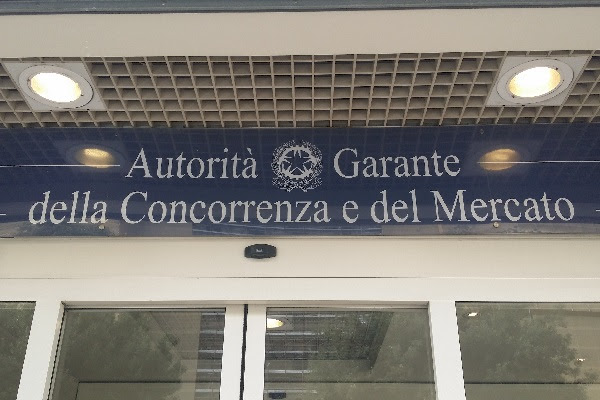 Autorità Garante
della Concorrenza e del Mercato